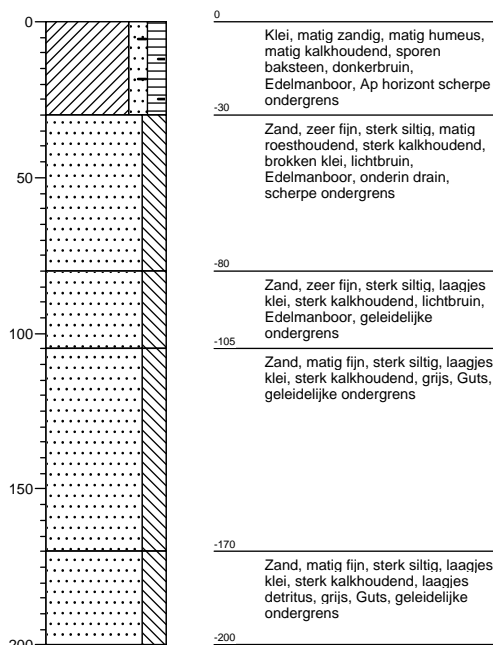 0
0
Klei, matig zandig, matig humeus,
matig kalkhoudend, sporen
baksteen, donkerbruin,
Edelmanboor, Ap horizont scherpe
ondergrens
-30
Zand, zeer fijn, sterk siltig, matig
roesthoudend, sterk kalkhoudend,
brokken klei, lichtbruin,
Edelmanboor, onderin drain,
scherpe ondergrens
50
-80
Zand, zeer fijn, sterk siltig, laagjes
klei, sterk kalkhoudend, lichtbruin,
Edelmanboor, geleidelijke
ondergrens
100
-105
Zand, matig fijn, sterk siltig, laagjes
klei, sterk kalkhoudend, grijs, Guts,
geleidelijke ondergrens
150
-170
Zand, matig fijn, sterk siltig, laagjes
klei, sterk kalkhoudend, laagjes
detritus, grijs, Guts, geleidelijke
ondergrens
200
-200